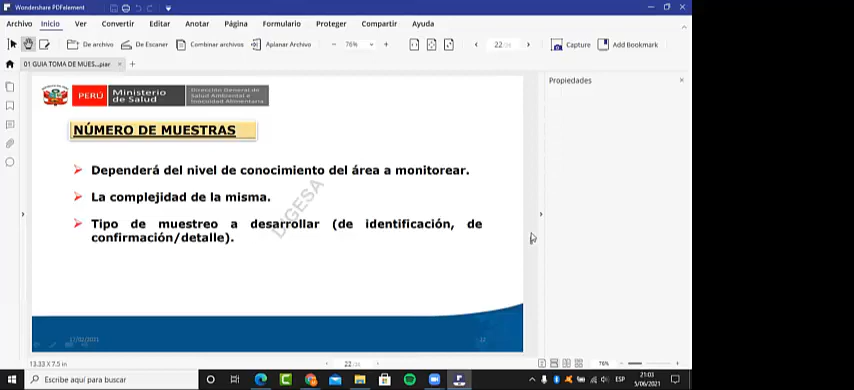 Wondershare PDFelement
Archivo Inicio Ver Convertir Editar Anotar Página Formulario Proteger Compartir Ayuda
De archivo De Escaner Combinar archivos Aplanar Archivo 76% 22 Capture Add Bookmark
01 GUIA TOMA DE MUES...piar
Propiedades
PERÚ
Ministerio de Salud
Dirección General de Salud Ambiental e Inocuidad Alimentaria
NÚMERO DE MUESTRAS
Dependerá del nivel de conocimiento del área a monitorear.
La complejidad de la misma.
Tipo de muestreo a desarrollar (de identificación, de
confirmación/detalle).
DIGESA
13.33 X 7.5 in
22
76%
Escribe aquí para buscar
ESP
21:03
5/06/2021